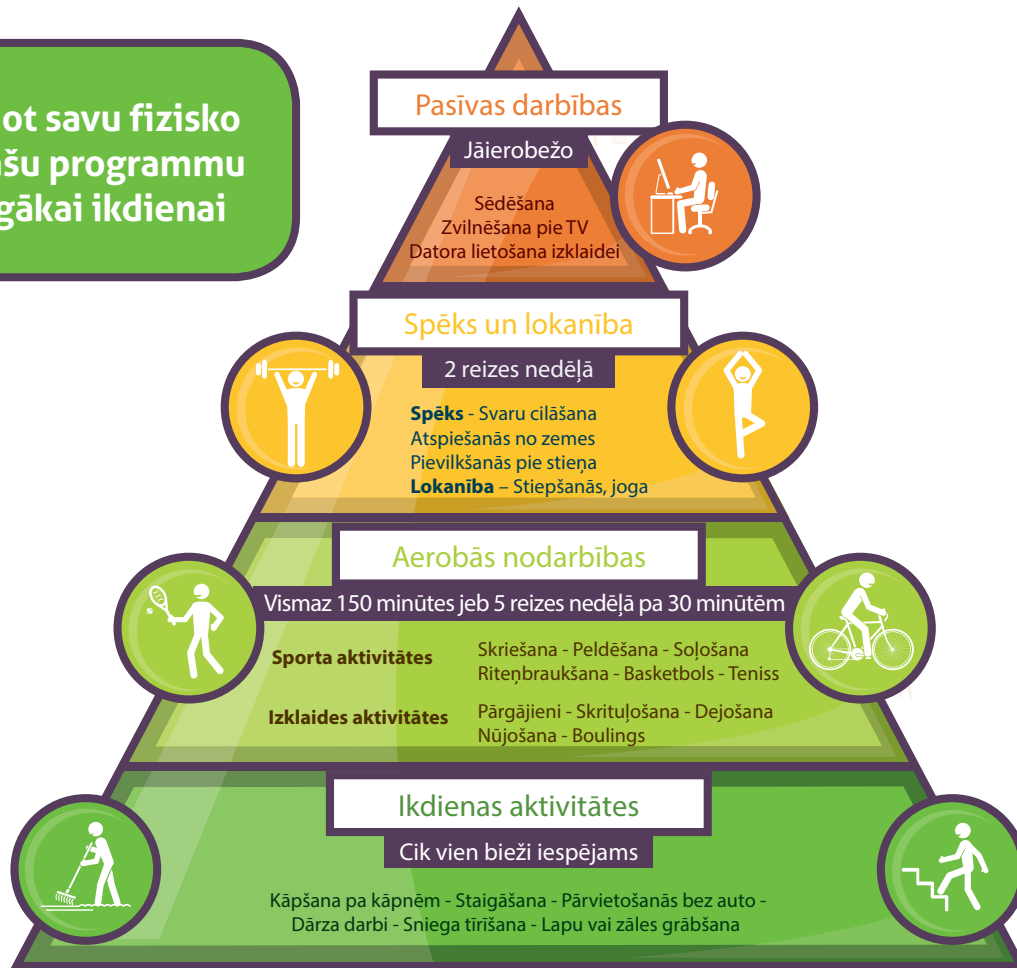 ot savu fizisko
šu programmu
gākai ikdienai
Pasīvas darbības
Jāierobežo
Sēdēšana
Zvilnēšana pie TV
Datora lietošana izklaidei
Spēks un lokanība
2 reizes nedēļā
Spēks - Svaru cilāšana
Atspiešanās no zemes
Pievilkšanās pie stieņa
Lokanība – Stiepšanās, joga
Aerobās nodarbības
Vismaz 150 minūtes jeb 5 reizes nedēļā pa 30 minūtēm
Sporta aktivitātes
Skriešana - Peldēšana - Soļošana
Riteņbraukšana - Basketbols - Teniss
Izklaides aktivitātes
Pārgājieni - Skrituļošana - Dejošana
Nūjošana - Boulings
Ikdienas aktivitātes
Cik vien bieži iespējams
Kāpšana pa kāpnēm - Staigāšana - Pārvietošanās bez auto -
Dārza darbi - Sniega tīrīšana - Lapu vai zāles grābšana